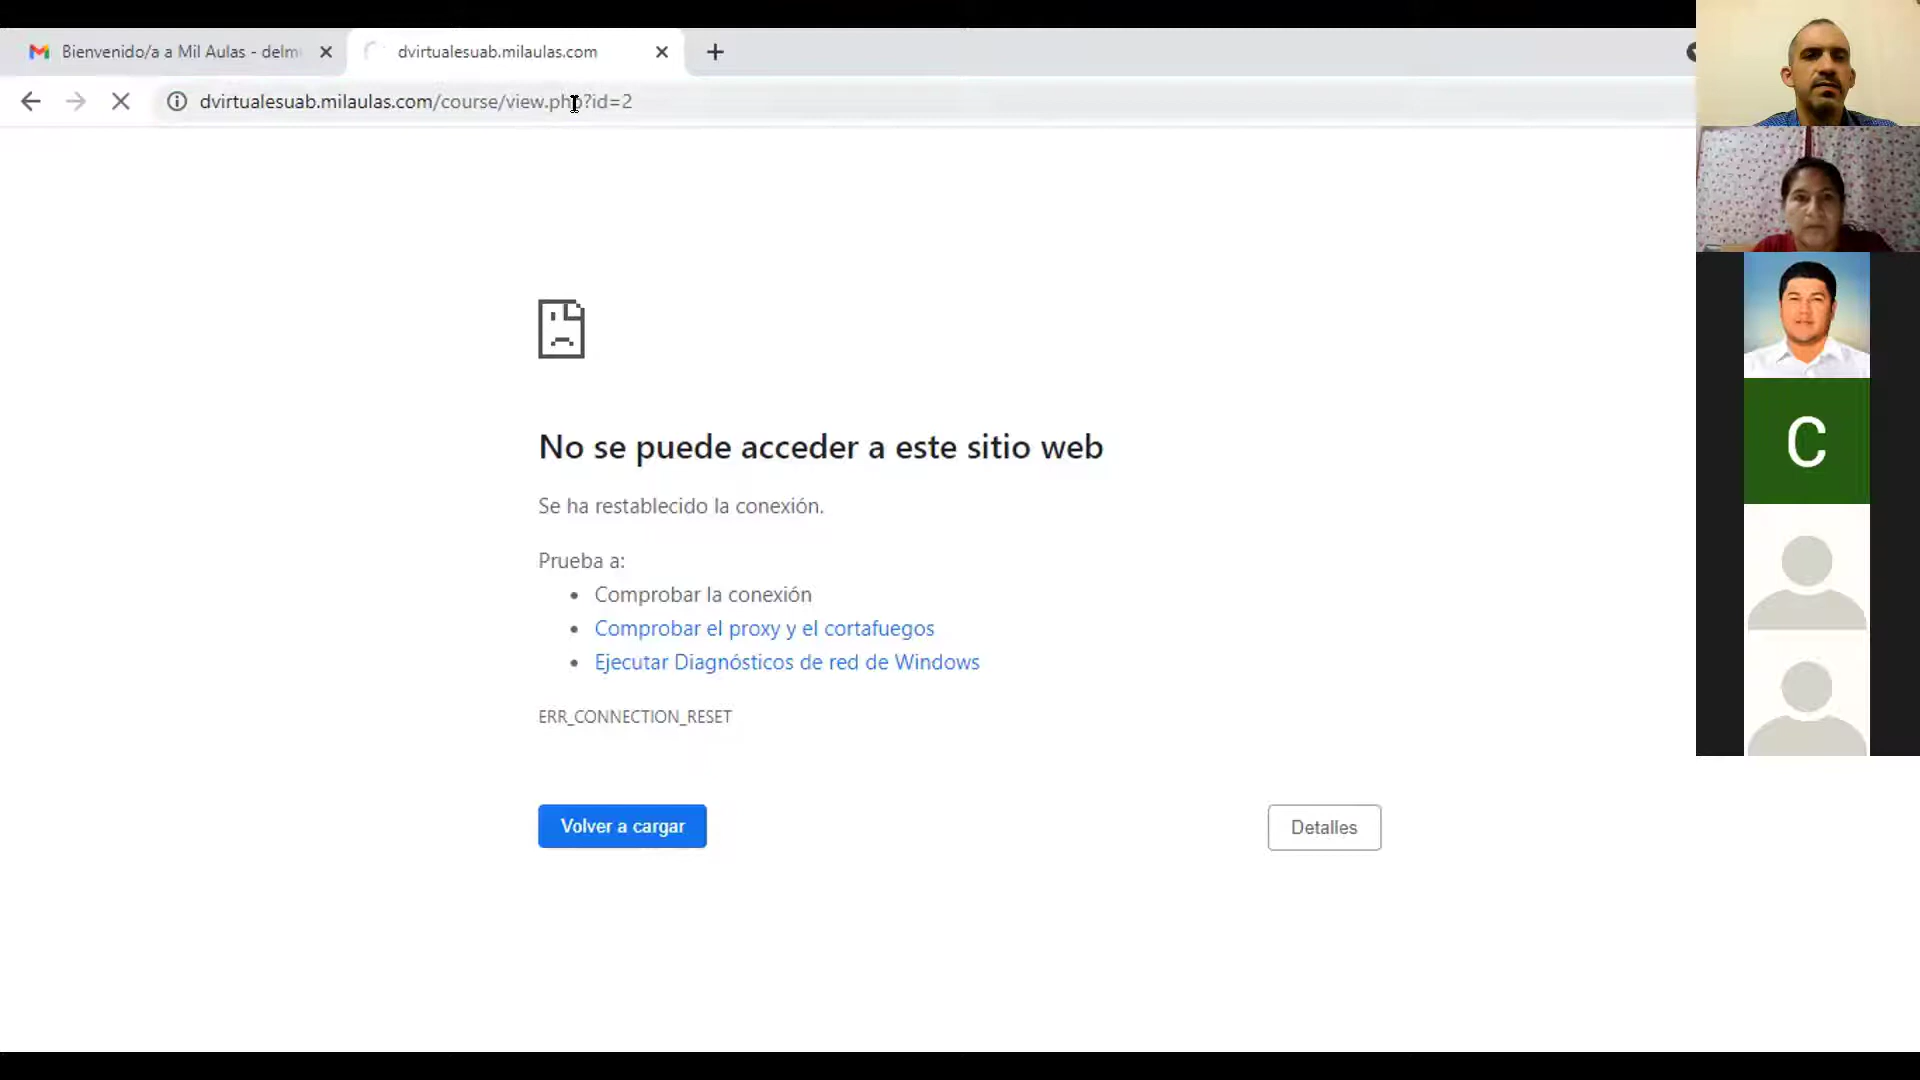 Bienvenido/a a Mil Aulas - delm
dvirtualesuab.milaulas.com
dvirtualesuab.milaulas.com/course/view.php?id=2
No se puede acceder a este sitio web
Se ha restablecido la conexión.
Prueba a:
Comprobar la conexión
Comprobar el proxy y el cortafuegos
Ejecutar Diagnósticos de red de Windows
ERR_CONNECTION_RESET
Volver a cargar
Detalles
C